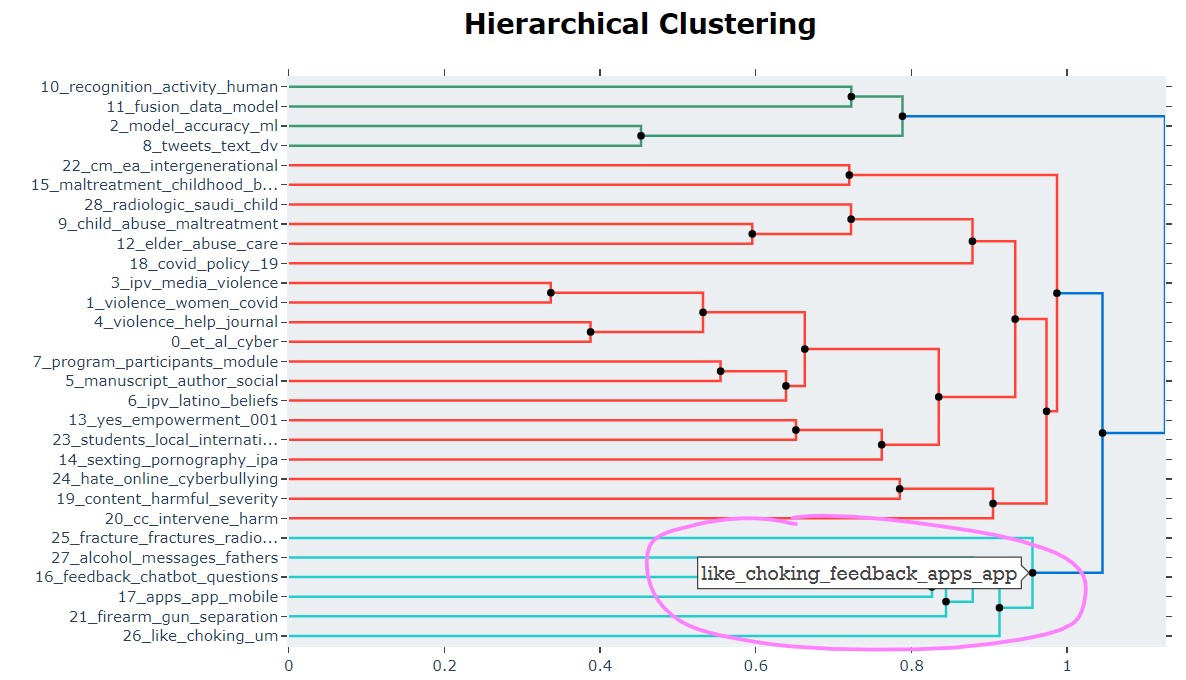 Hierarchical Clustering
10_recognition_activity_human
11_fusion_data_model
2_model_accuracy_ml
8_tweets_text_dv
22_cm_ea_intergenerational
15_maltreatment_childhood_b...
28_radiologic_saudi_child
9_child_abuse_maltreatment
12_elder_abuse_care
18_covid_policy_19
3_ipv_media_violence
1_violence_women_covid
4_violence_help_journal
0_et_al_cyber
7_program_participants_module
5_manuscript_author_social
6_ipv_latino_beliefs
13_yes_empowerment_001
23_students_local_internati...
14_sexting_pornography_ipa
24_hate_online_cyberbullying
19_content_harmful_severity
20_cc_intervene_harm
25_fracture_fractures_radio...
27_alcohol_messages_fathers
16_feedback_chatbot_questions
like_choking_feedback_apps_app
17_apps_app_mobile
21_firearm_gun_separation
26_like_choking_um
0 0.2 0.4 0.6 0.8 1